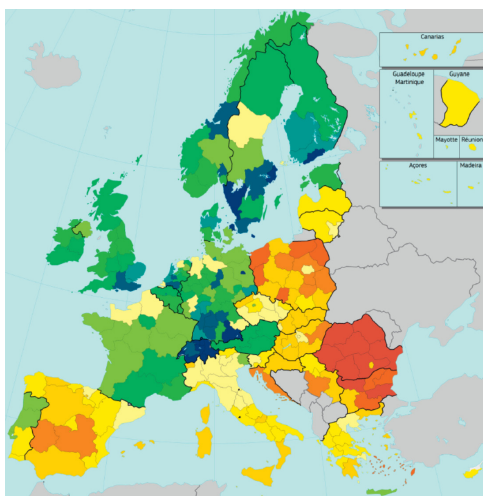 Canarias
Guadeloupe
Martinique
Guyane
Mayotte
Réunion
Açores
Madeira